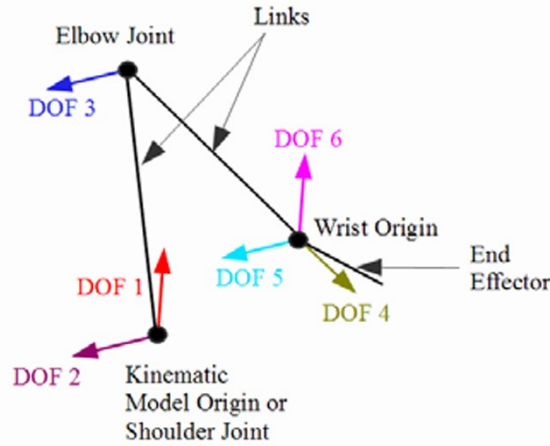 Links
Elbow Joint
DOF 3
DOF 6
Wrist Origin
DOF 5
End
Effector
DOF 1
DOF 4
DOF 2
Kinematic
Model Origin or
Shoulder Joint